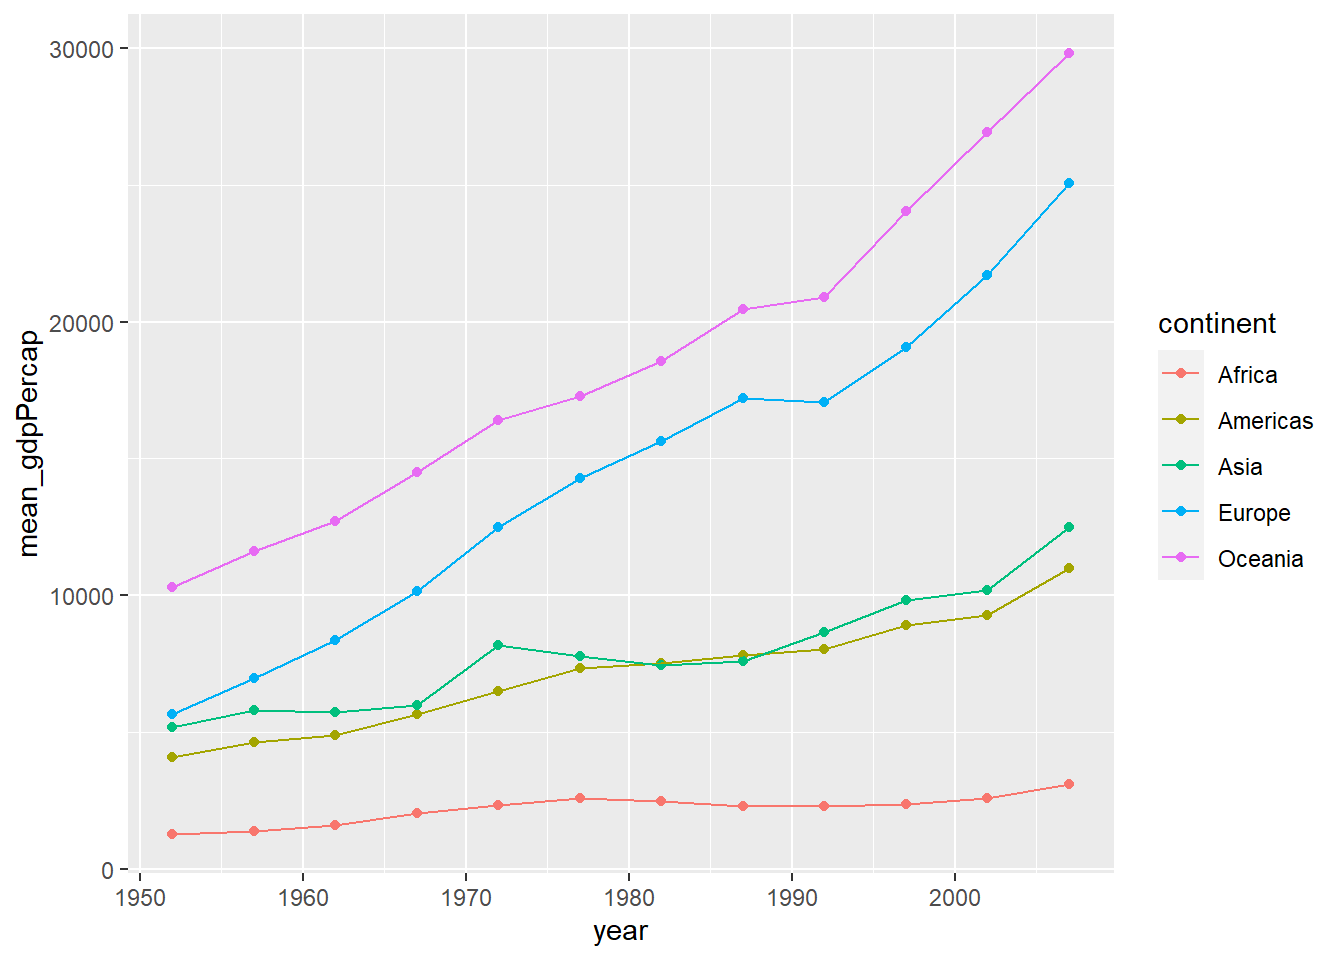 30000
20000
10000
0
mean_gdpPercap
1950 1960 1970 1980 1990 2000
year
continent
Africa
Americas
Asia
Europe
Oceania